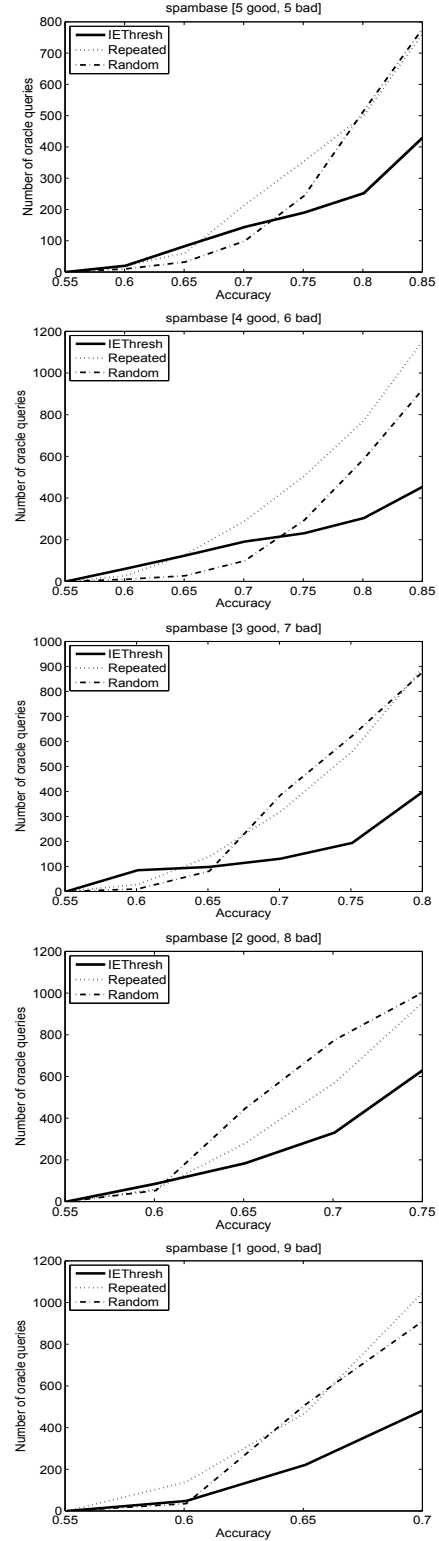 spambase [5 good, 5 bad]
800
700
600
500
400
300
200
100
0
Number of oracle queries
IEThresh
Repeated
Random
0.55 0.6 0.65 0.7 0.75 0.8 0.85
Accuracy
spambase [4 good, 6 bad]
1200
1000
800
600
400
200
0
Number of oracle queries
IEThresh
Repeated
Random
0.55 0.6 0.65 0.7 0.75 0.8 0.85
Accuracy
spambase [3 good, 7 bad]
1000
900
800
700
600
500
400
300
200
100
0
Number of oracle queries
IEThresh
Repeated
Random
0.55 0.6 0.65 0.7 0.75 0.8
Accuracy
spambase [2 good, 8 bad]
1200
1000
800
600
400
200
0
Number of oracle queries
IEThresh
Repeated
Random
0.55 0.6 0.65 0.7 0.75
Accuracy
spambase [1 good, 9 bad]
1200
1000
800
600
400
200
0
Number of oracle queries
IEThresh
Repeated
Random
0.55 0.6 0.65 0.7
Accuracy